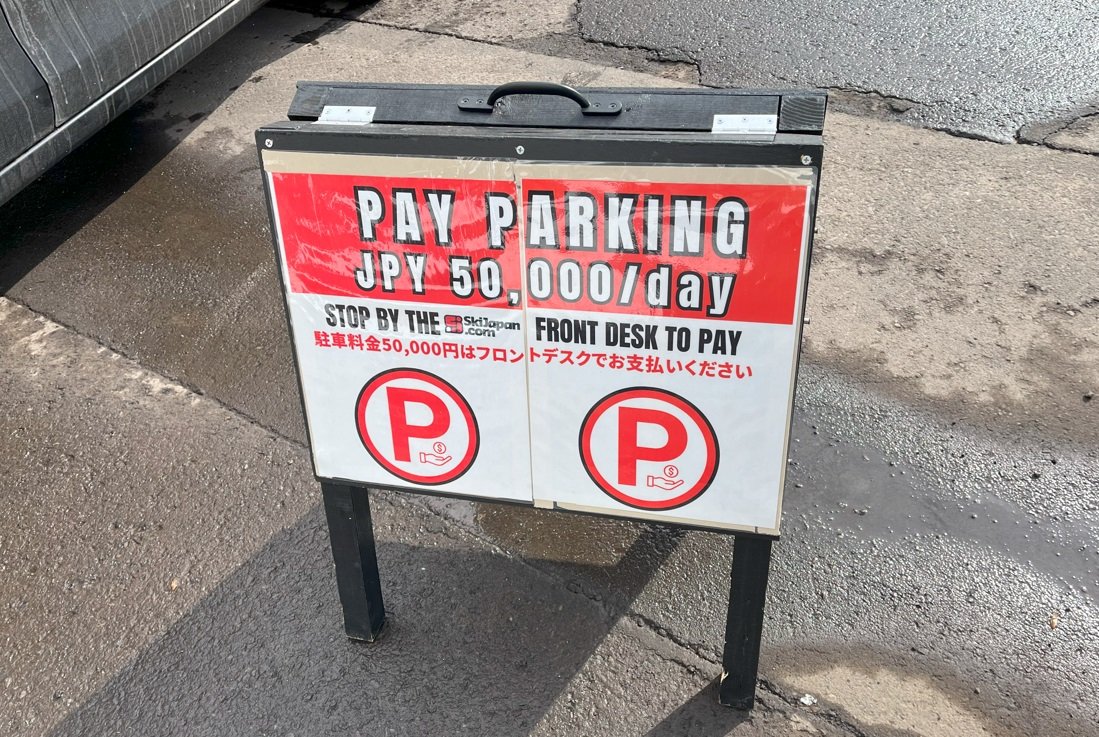 PAY PARKING
JPY 50,000/day
STOP BY THE SkiJapan.com FRONT DESK TO PAY
駐車料金50,000円はフロントデスクでお支払いください
P
$
P
$